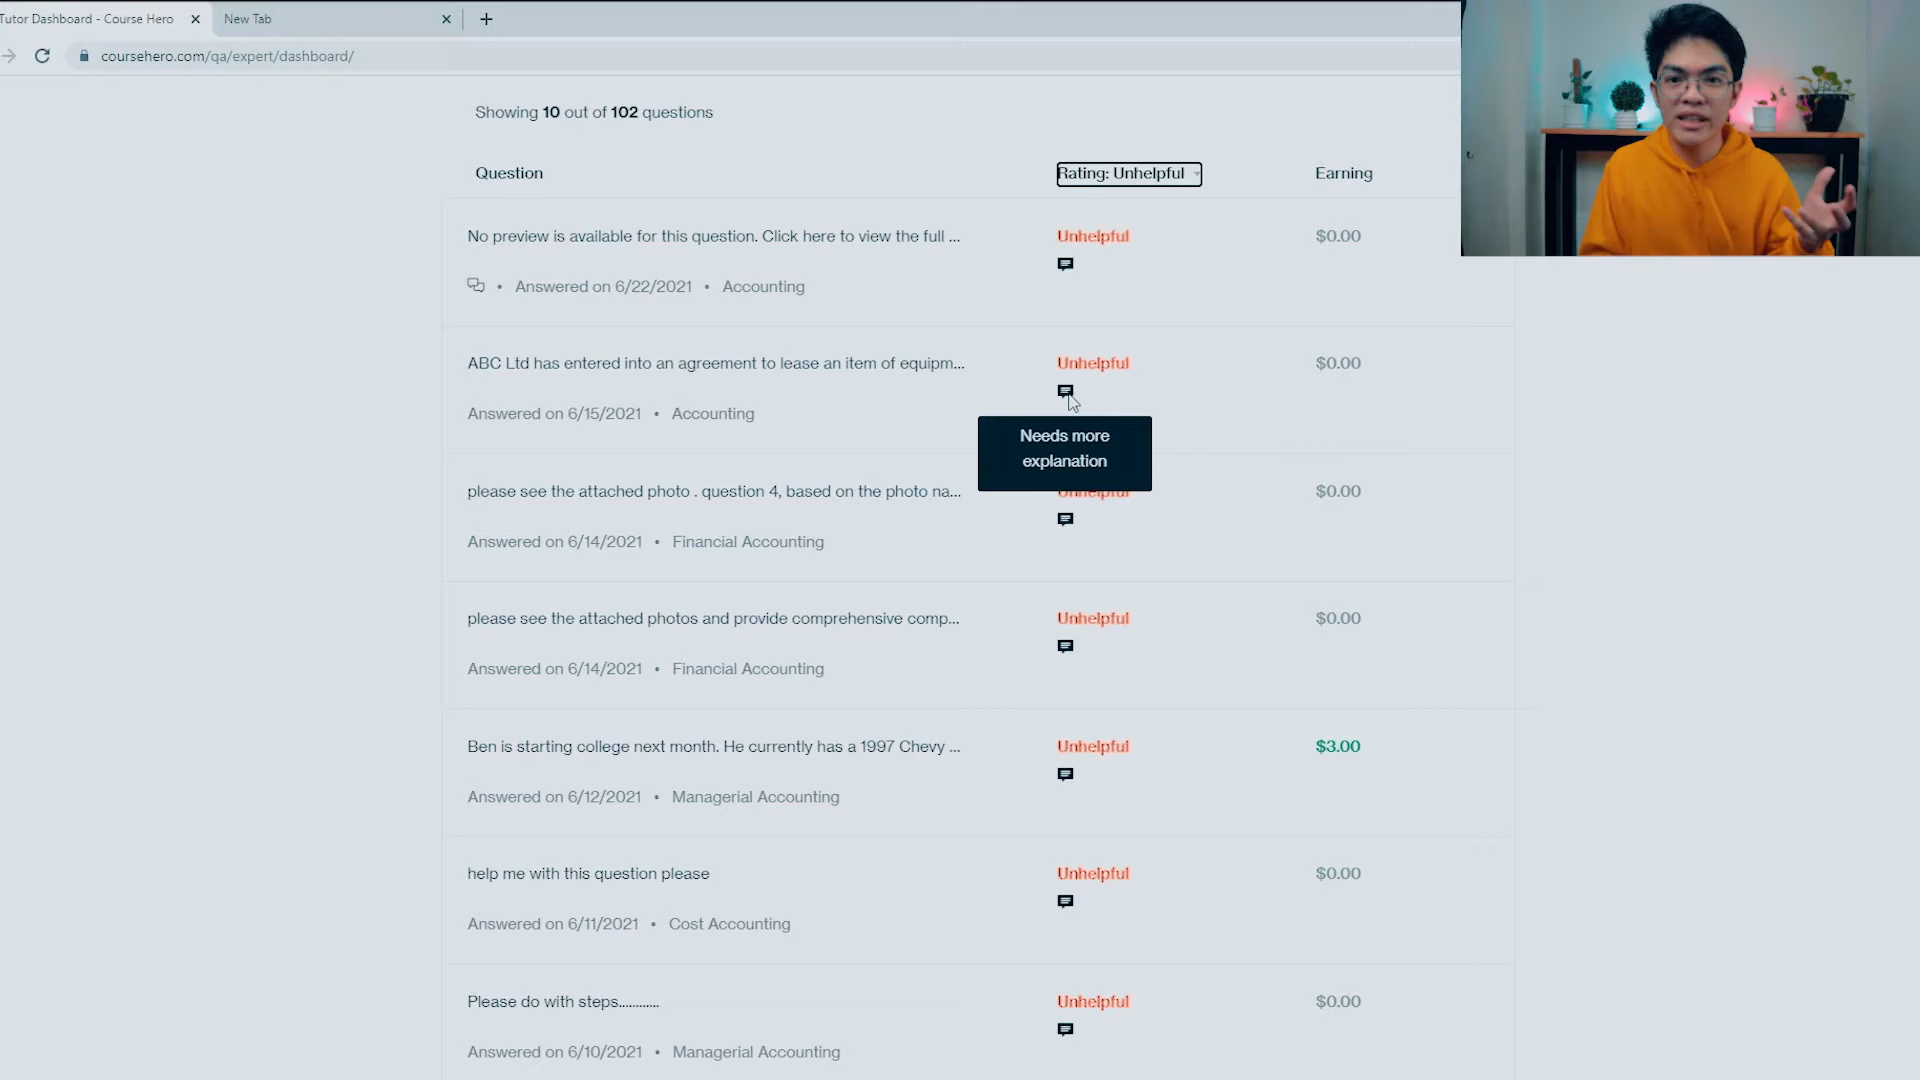 Tutor Dashboard - Course Hero
New Tab
coursehero.com/qa/expert/dashboard/
Showing 10 out of 102 questions
Question
Rating: Unhelpful
Earning
No preview is available for this question. Click here to view the full ...
Unhelpful
$0.00
Answered on 6/22/2021 • Accounting
ABC Ltd has entered into an agreement to lease an item of equipm...
Unhelpful
$0.00
Answered on 6/15/2021 • Accounting
Needs more
explanation
please see the attached photo . question 4, based on the photo na...
Unhelpful
$0.00
Answered on 6/14/2021 • Financial Accounting
please see the attached photos and provide comprehensive comp...
Unhelpful
$0.00
Answered on 6/14/2021 • Financial Accounting
Ben is starting college next month. He currently has a 1997 Chevy ...
Unhelpful
$3.00
Answered on 6/12/2021 • Managerial Accounting
help me with this question please
Unhelpful
$0.00
Answered on 6/11/2021 • Cost Accounting
Please do with steps............
Unhelpful
$0.00
Answered on 6/10/2021 • Managerial Accounting